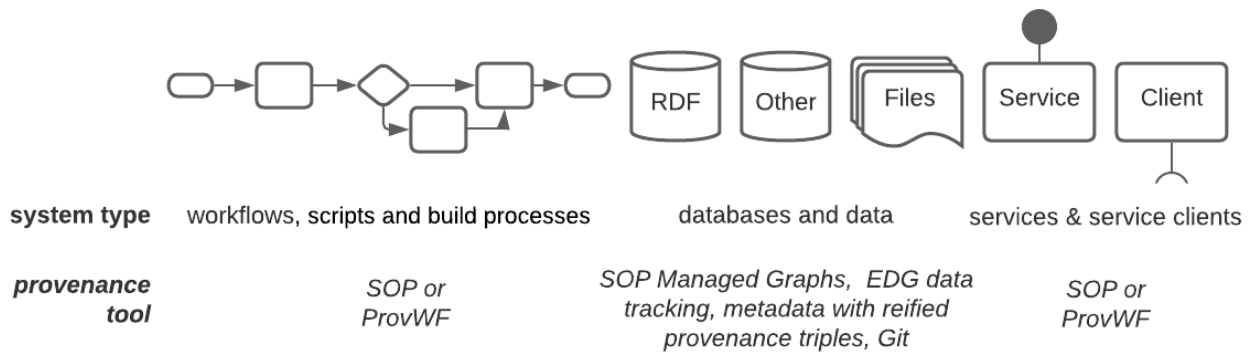 RDF
Other
Files
Service
Client
system type
workflows, scripts and build processes
databases and data
services & service clients
provenance
tool
SOP or
ProvWF
SOP Managed Graphs, EDG data
tracking, metadata with reified
provenance triples, Git
SOP or
ProvWF